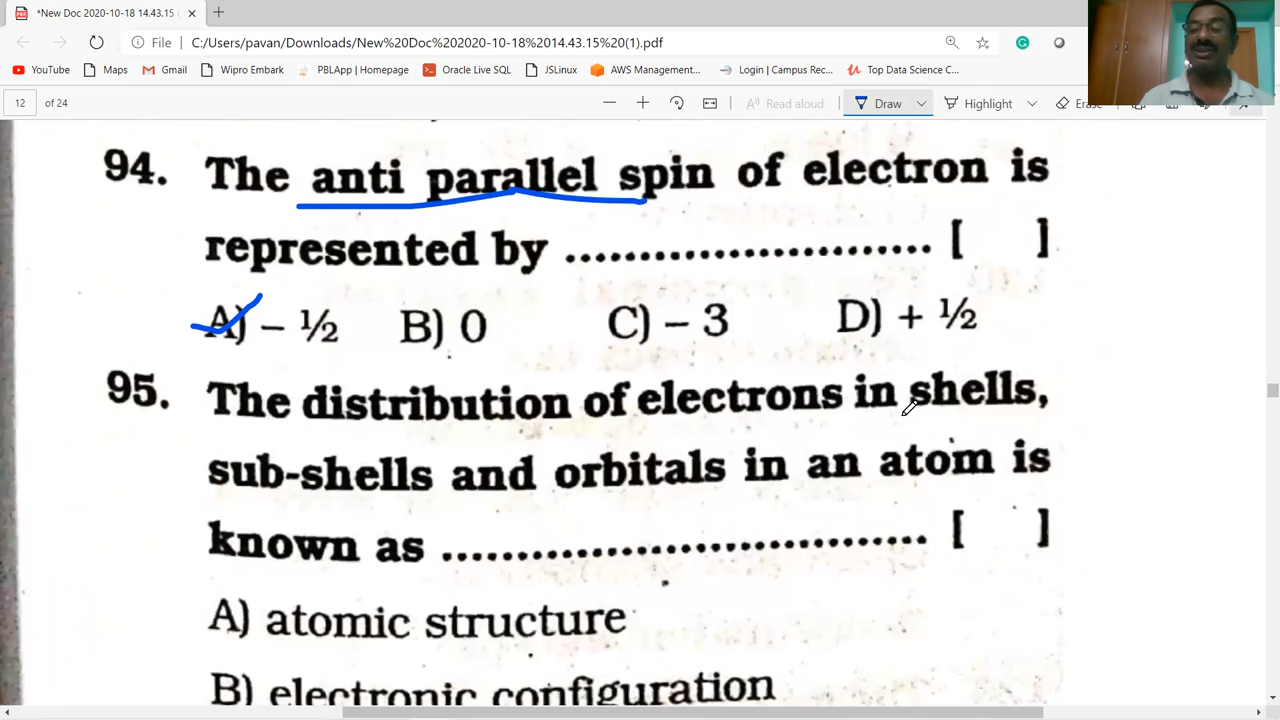 *New Doc 2020-10-18 14.43.15 (
File C:/Users/pavan/Downloads/New%20Doc%202020-10-18%2014.43.15%20(1).pdf
YouTube Maps Gmail Wipro Embark PBLApp | Homepage Oracle Live SQL JSLinux AWS Management... Login | Campus Rec... Top Data Science C...
12 of 24 Read aloud Draw Highlight Erase
94. The anti parallel spin of electron is
represented by ........................ [ ]
A) – ½ B) 0 C) – 3 D) + ½
95. The distribution of electrons in shells,
sub-shells and orbitals in an atom is
known as ................................. [ ]
A) atomic structure
B) electronic configuration